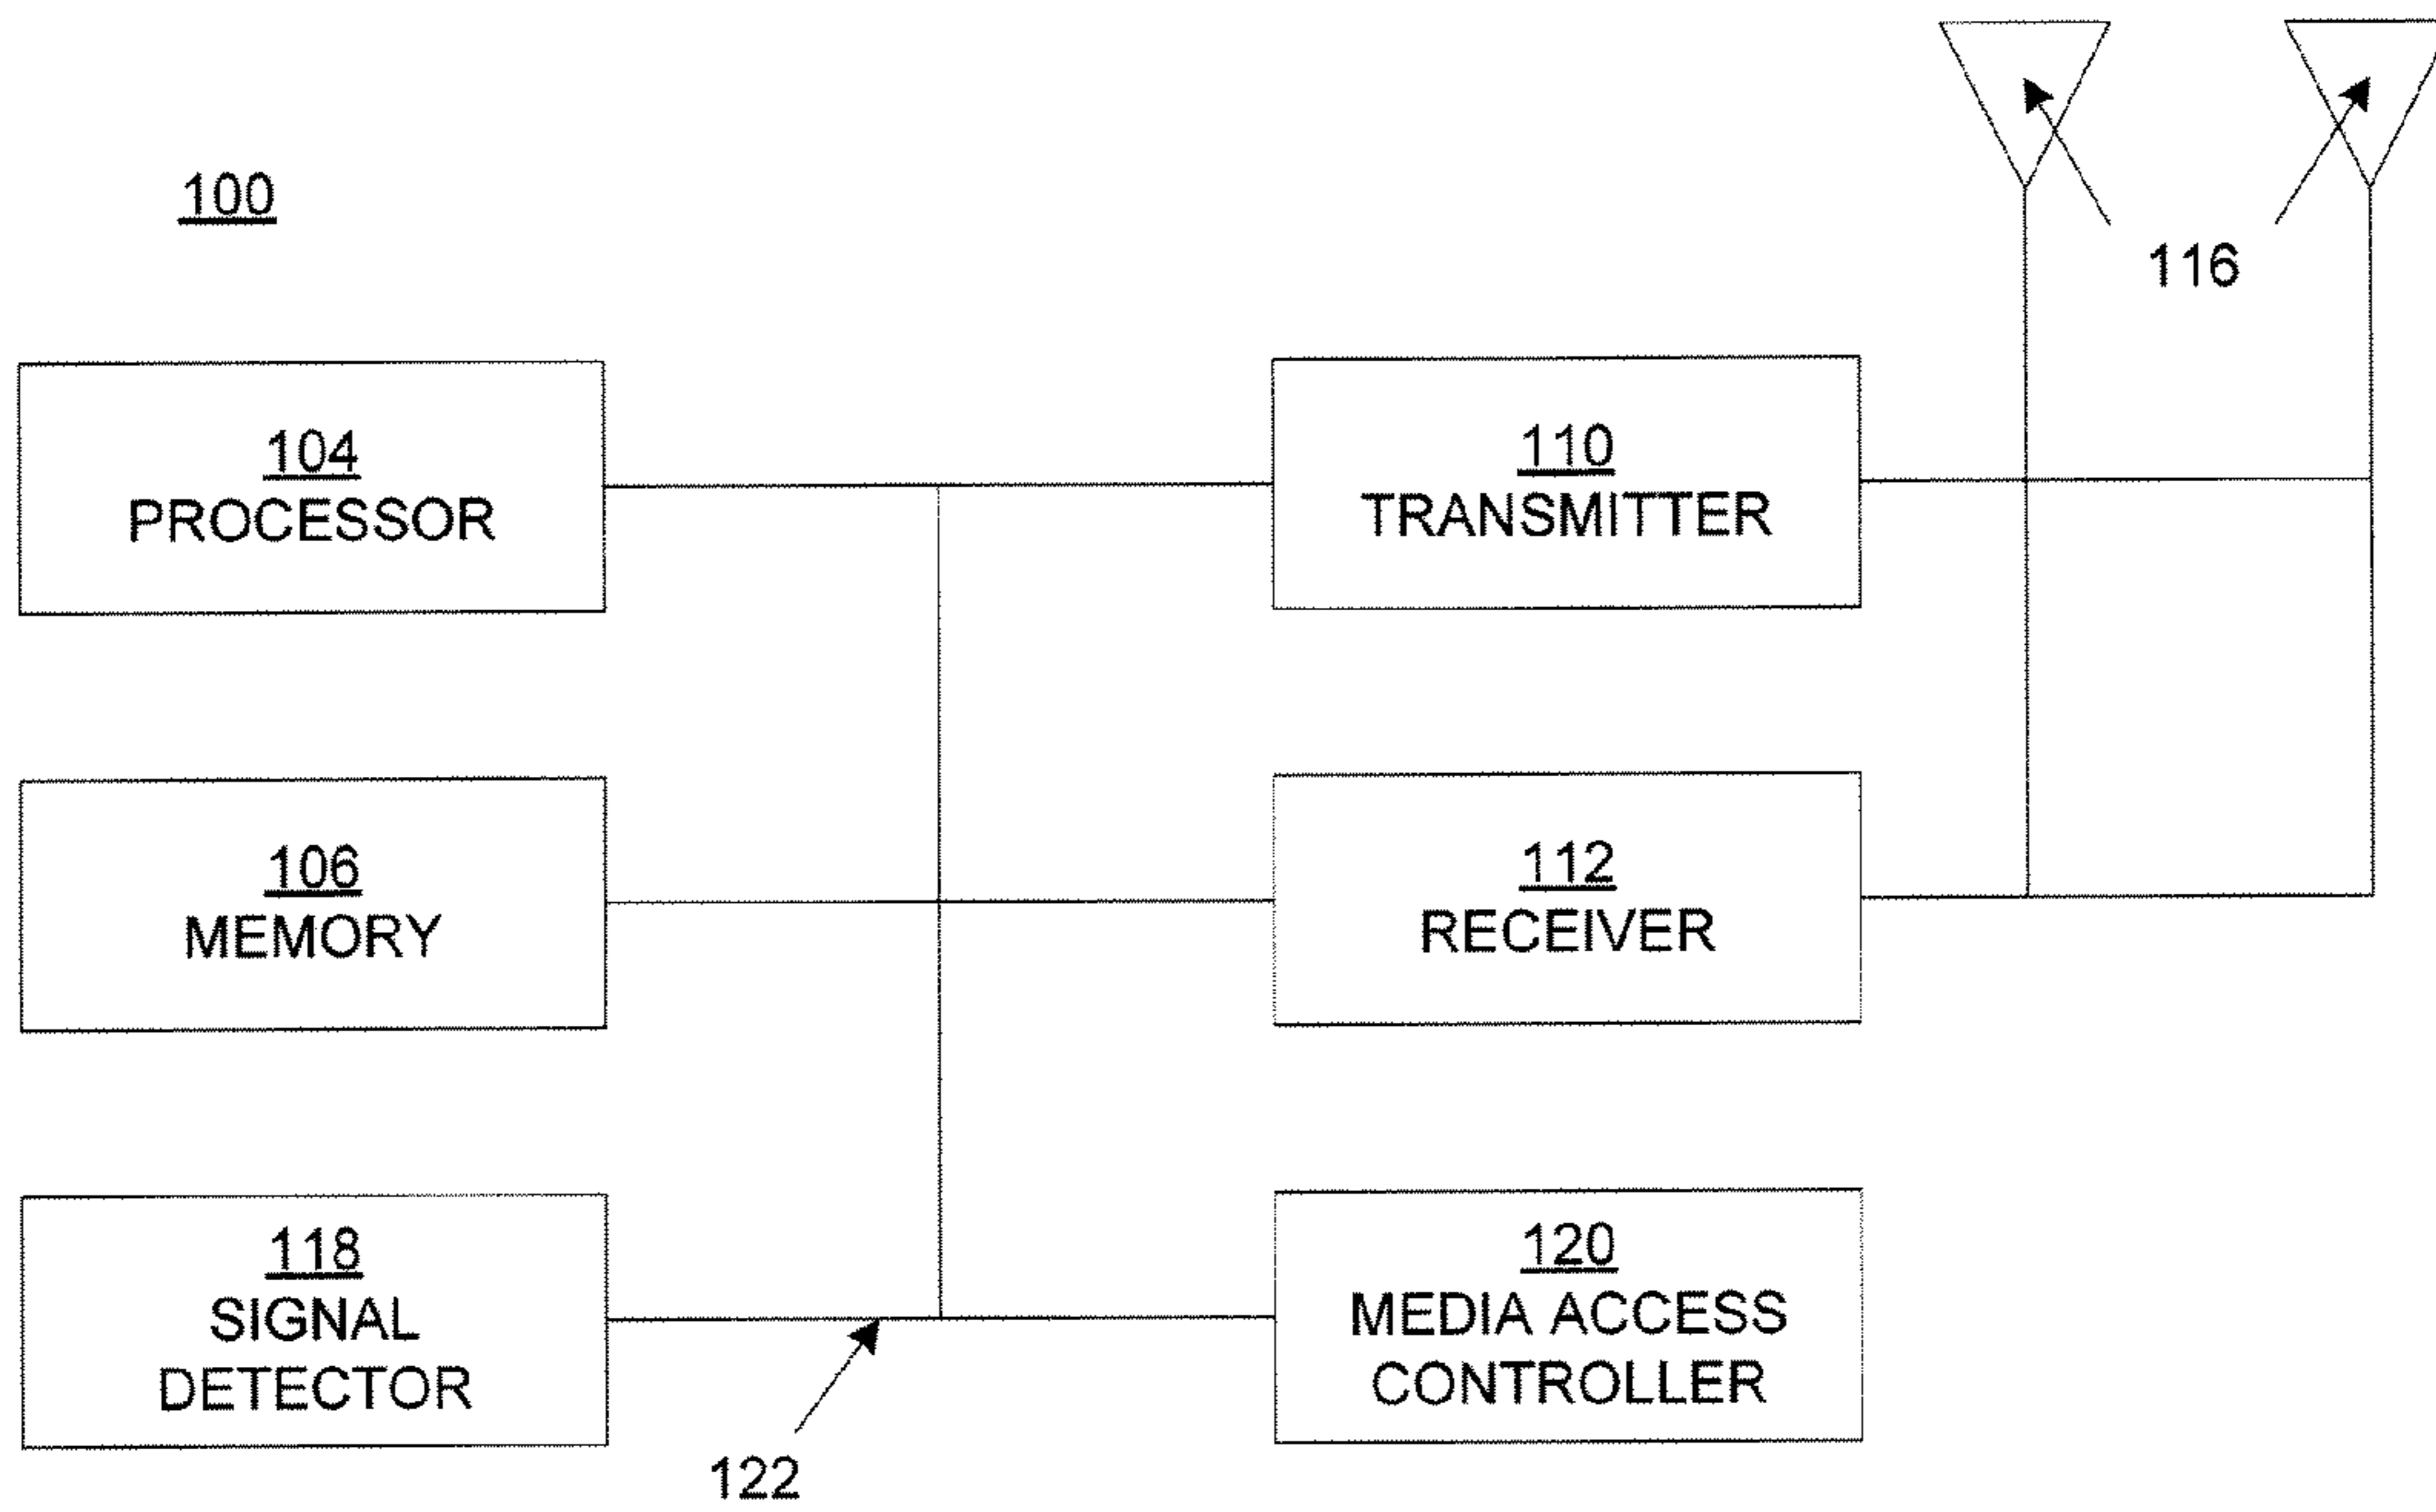 100
116
104
PROCESSOR
110
TRANSMITTER
106
MEMORY
112
RECEIVER
118
SIGNAL
DETECTOR
120
MEDIA ACCESS
CONTROLLER
122